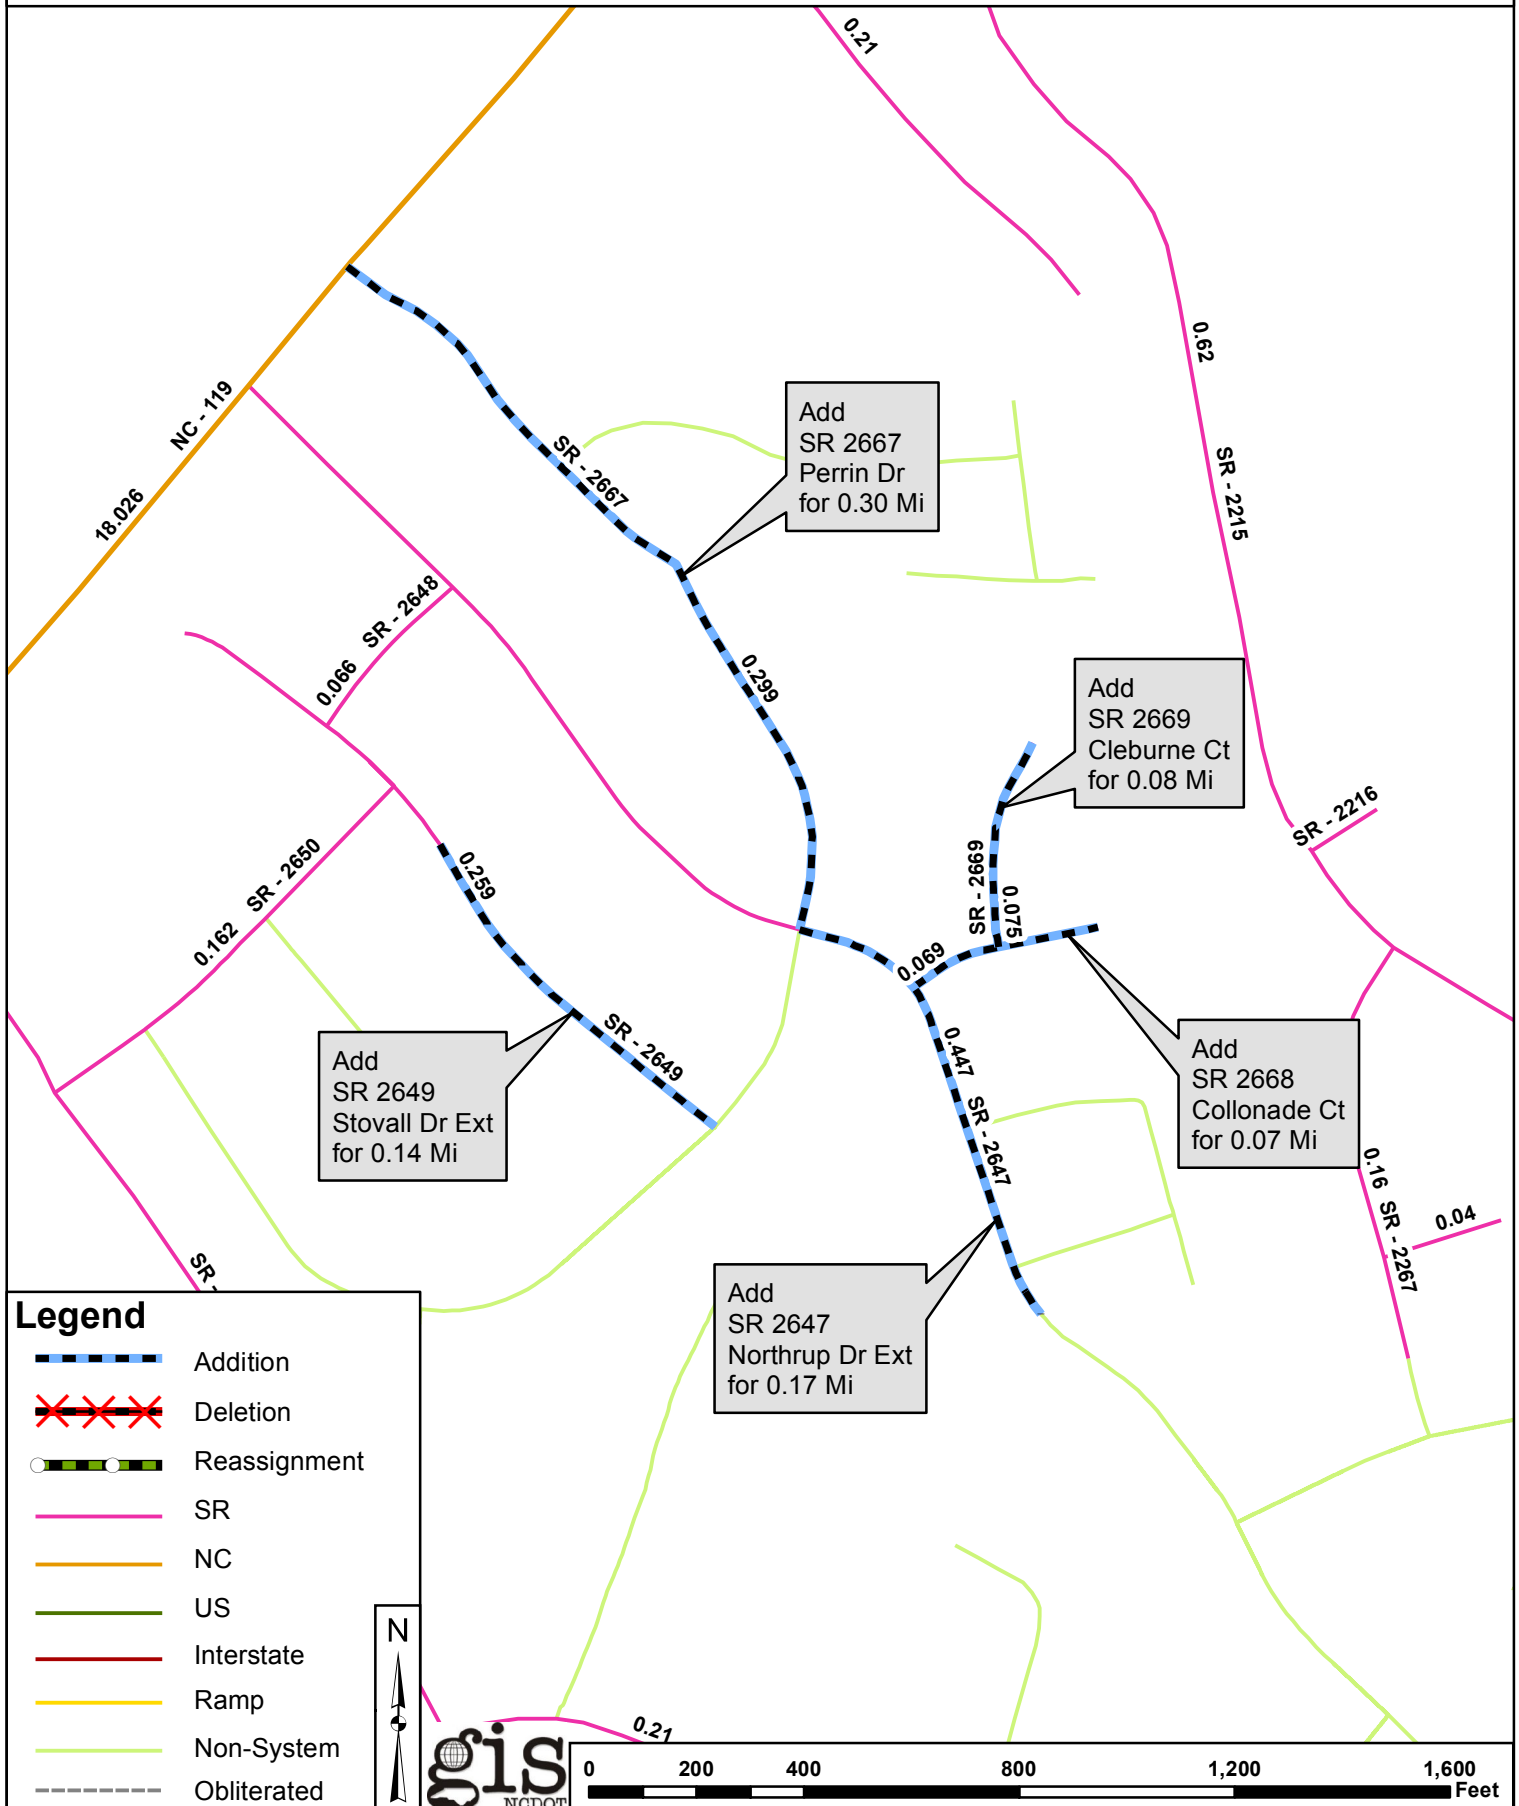 0.21
0.62
SR - 2215
NC - 119
18.026
Add
SR 2667
Perrin Dr
for 0.30 Mi
SR - 2667
SR - 2648
0.066
0.299
Add
SR 2669
Cleburne Ct
for 0.08 Mi
SR - 2216
SR - 2650
0.162
0.259
SR - 2669
0.075
0.069
SR - 2649
Add
SR 2649
Stovall Dr Ext
for 0.14 Mi
0.447
SR - 2647
Add
SR 2668
Collonade Ct
for 0.07 Mi
0.16
SR - 2267
0.04
SR -
Add
SR 2647
Northrup Dr Ext
for 0.17 Mi
Legend
Addition
Deletion
Reassignment
SR
NC
US
Interstate
Ramp
Non-System
Obliterated
N
0.21
gis
NCDOT
0 200 400 800 1,200 1,600
Feet